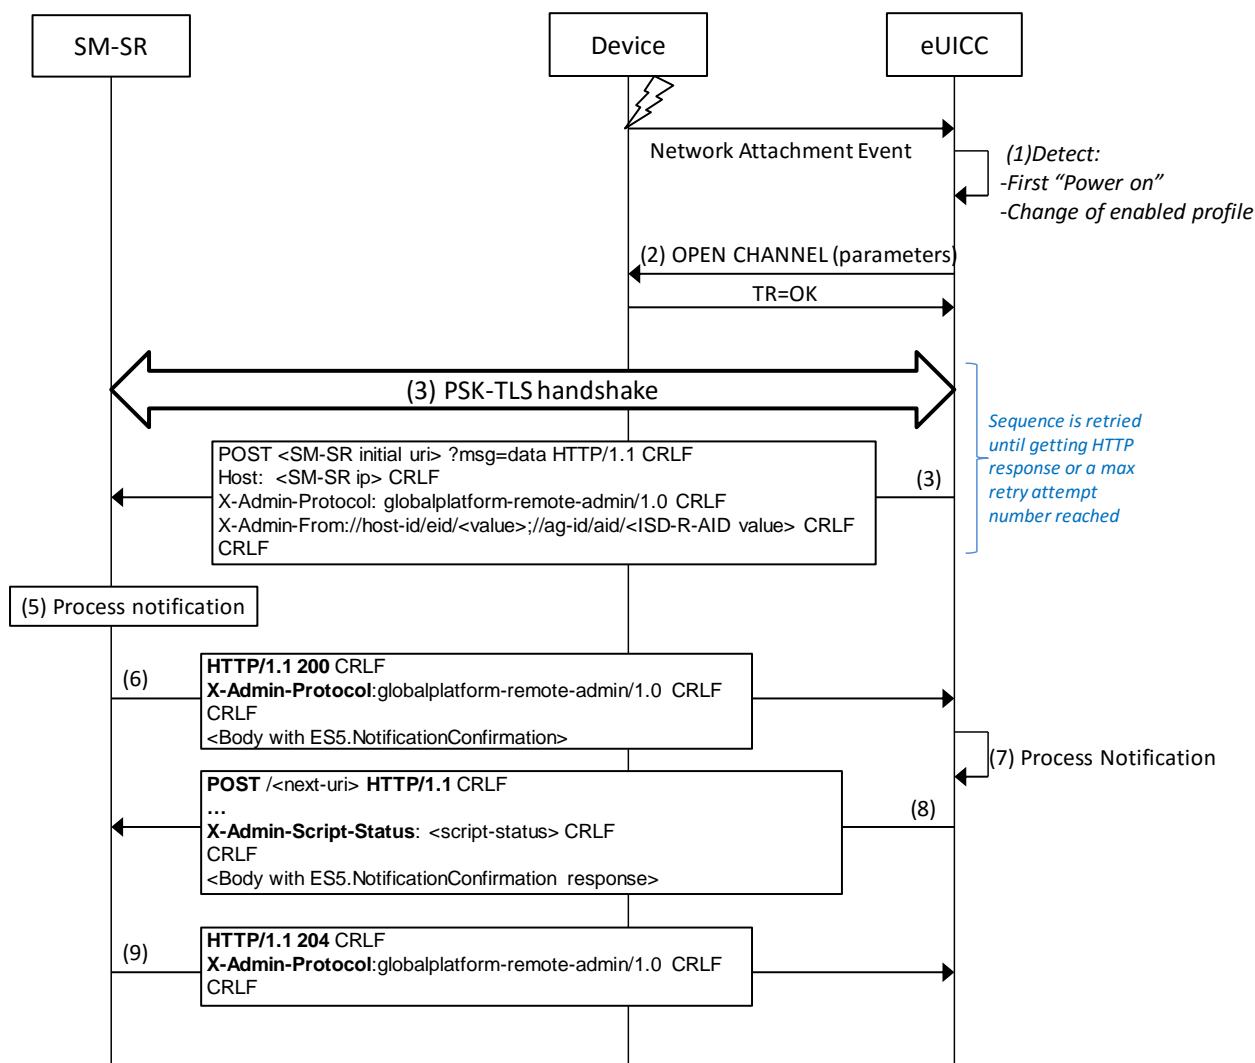 SM-SR
Device
eUICC
Network Attachment Event
(1)Detect:
-First “Power on”
-Change of enabled profile
(2) OPEN CHANNEL (parameters)
TR=OK
(3) PSK-TLS handshake
Sequence is retried
until getting HTTP
response or a max
retry attempt
number reached
POST <SM-SR initial uri> ?msg=data HTTP/1.1 CRLF
Host: <SM-SR ip> CRLF
X-Admin-Protocol: globalplatform-remote-admin/1.0 CRLF
X-Admin-From://host-id/eid/<value>;//ag-id/aid/<ISD-R-AID value> CRLF
CRLF
(3)
(5) Process notification
(6)
HTTP/1.1 200 CRLF
X-Admin-Protocol:globalplatform-remote-admin/1.0 CRLF
CRLF
<Body with ES5.NotificationConfirmation>
(7) Process Notification
POST /<next-uri> HTTP/1.1 CRLF
...
X-Admin-Script-Status: <script-status> CRLF
CRLF
<Body with ES5.NotificationConfirmation response>
(8)
(9)
HTTP/1.1 204 CRLF
X-Admin-Protocol:globalplatform-remote-admin/1.0 CRLF
CRLF